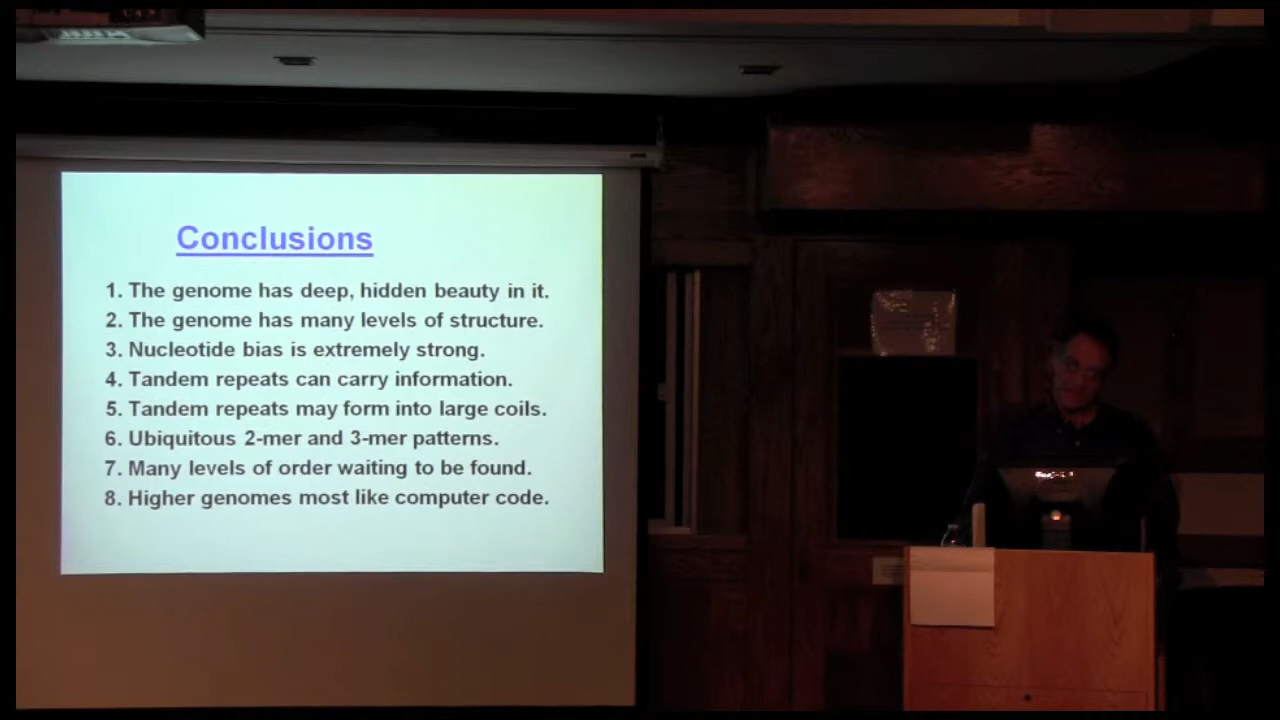 Conclusions
1. The genome has deep, hidden beauty in it.
2. The genome has many levels of structure.
3. Nucleotide bias is extremely strong.
4. Tandem repeats can carry information.
5. Tandem repeats may form into large coils.
6. Ubiquitous 2-mer and 3-mer patterns.
7. Many levels of order waiting to be found.
8. Higher genomes most like computer code.